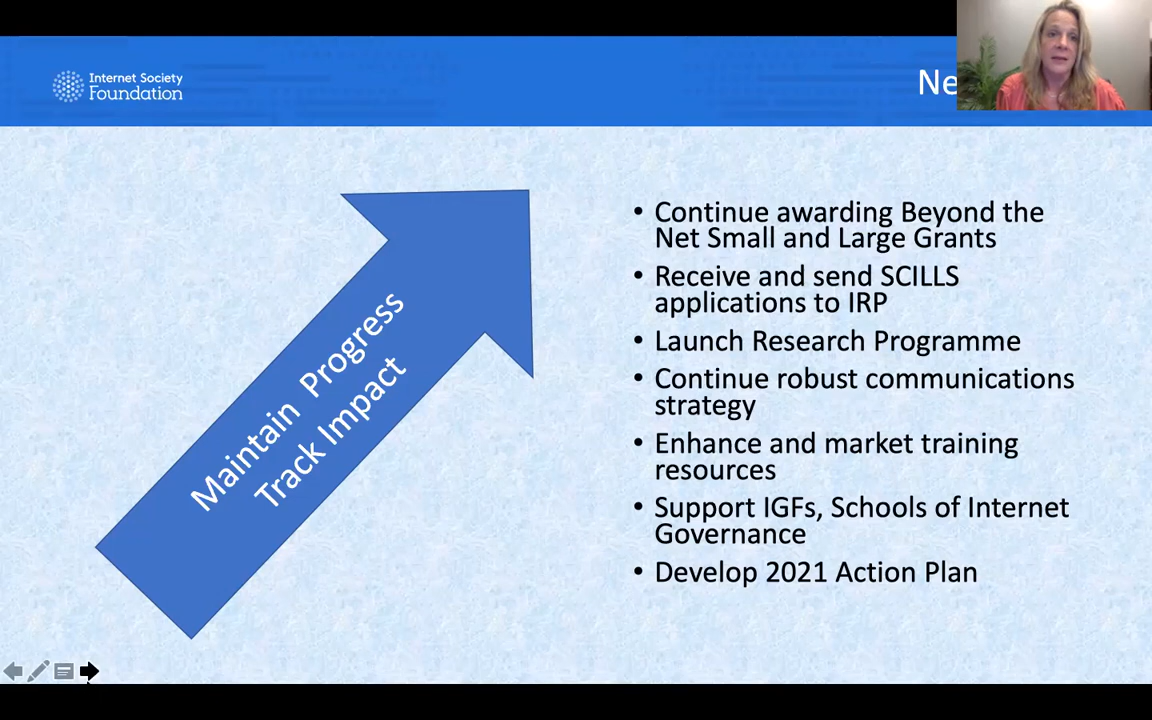 Internet Society
Foundation
Maintain Progress
Track Impact
• Continue awarding Beyond the
Net Small and Large Grants
• Receive and send SCILLS
applications to IRP
• Launch Research Programme
• Continue robust communications
strategy
• Enhance and market training
resources
• Support IGFs, Schools of Internet
Governance
• Develop 2021 Action Plan